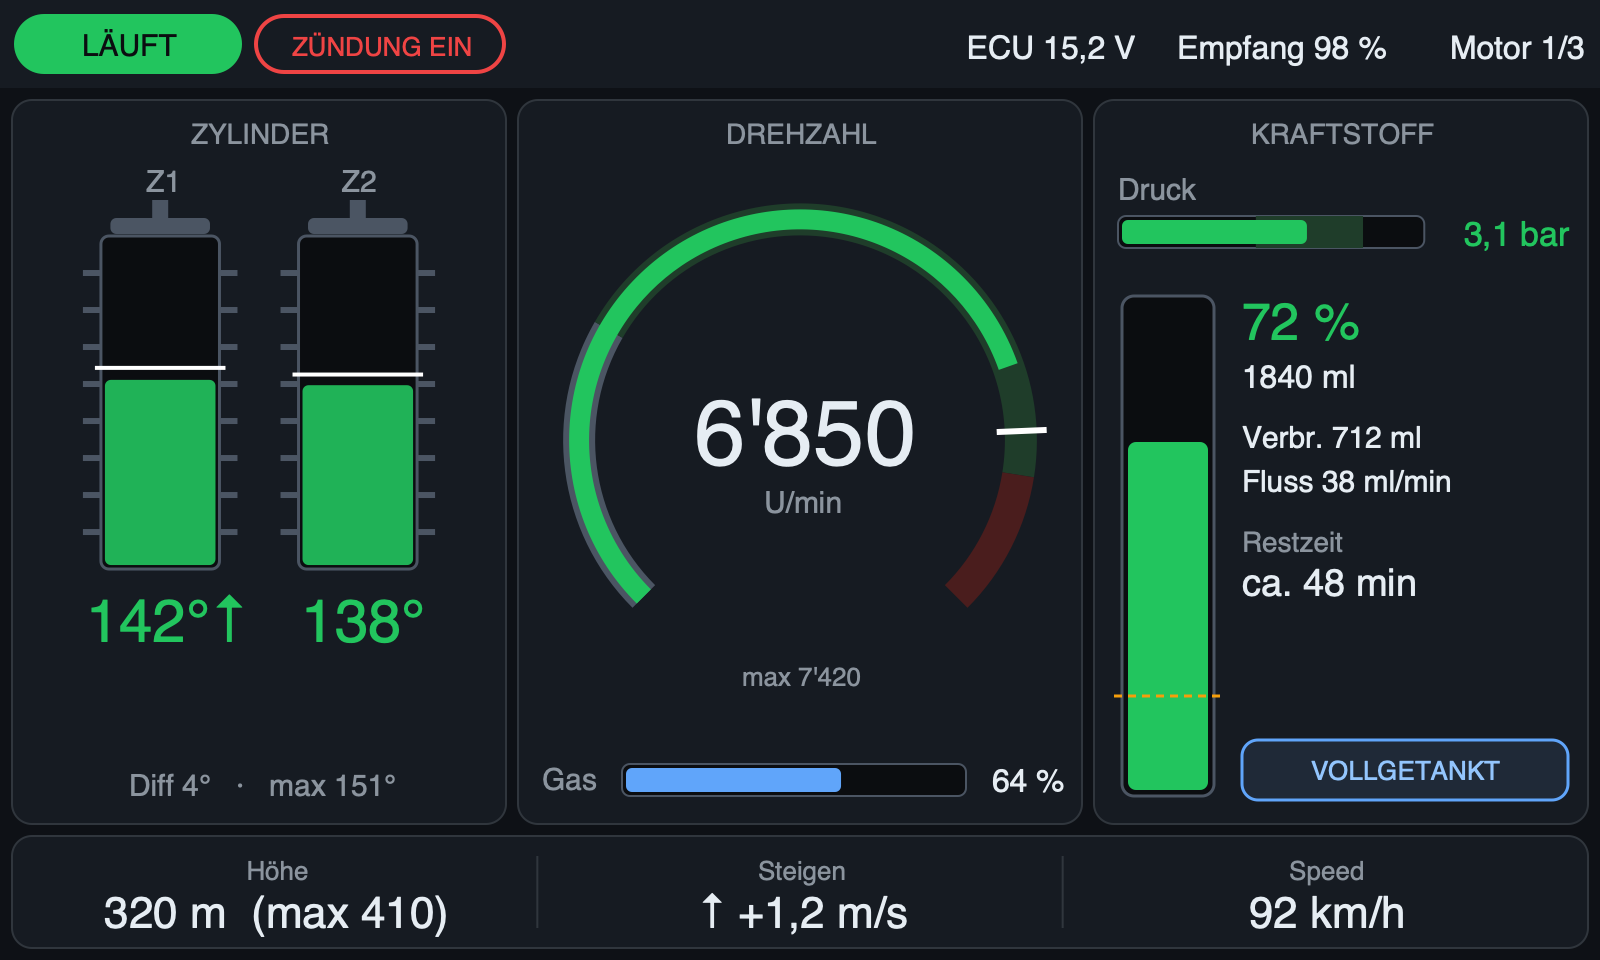 LÄUFT
ZÜNDUNG EIN
ECU 15,2 V
Empfang 98 %
Motor 1/3
ZYLINDER
Z1
Z2
142°↑
138°
Diff 4° · max 151°
DREHZAHL
6'850
U/min
max 7'420
Gas
64 %
KRAFTSTOFF
Druck
3,1 bar
72 %
1840 ml
Verbr. 712 ml
Fluss 38 ml/min
Restzeit
ca. 48 min
VOLLGETANKT
Höhe
320 m (max 410)
Steigen
↑ +1,2 m/s
Speed
92 km/h